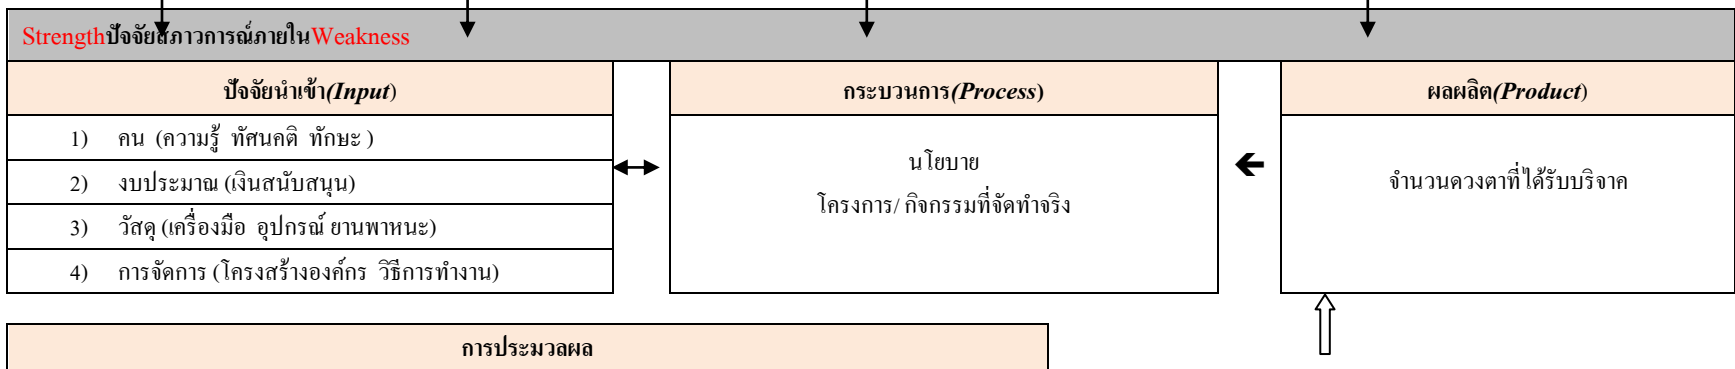 Strengthปัจจัยสภาวการณ์ภายในWeakness
ปัจจัยนำเข้า(Input)
1) คน (ความรู้ ทัศนคติ ทักษะ )
2) งบประมาณ (เงินสนับสนุน)
3) วัสดุ (เครื่องมือ อุปกรณ์ ยานพาหนะ)
4) การจัดการ (โครงสร้างองค์กร วิธีการทำงาน)
กระบวนการ(Process)
นโยบาย
โครงการ/ กิจกรรมที่จัดทำจริง
ผลผลิต(Product)
จำนวนดวงตาที่ได้รับบริจาค
การประมวลผล